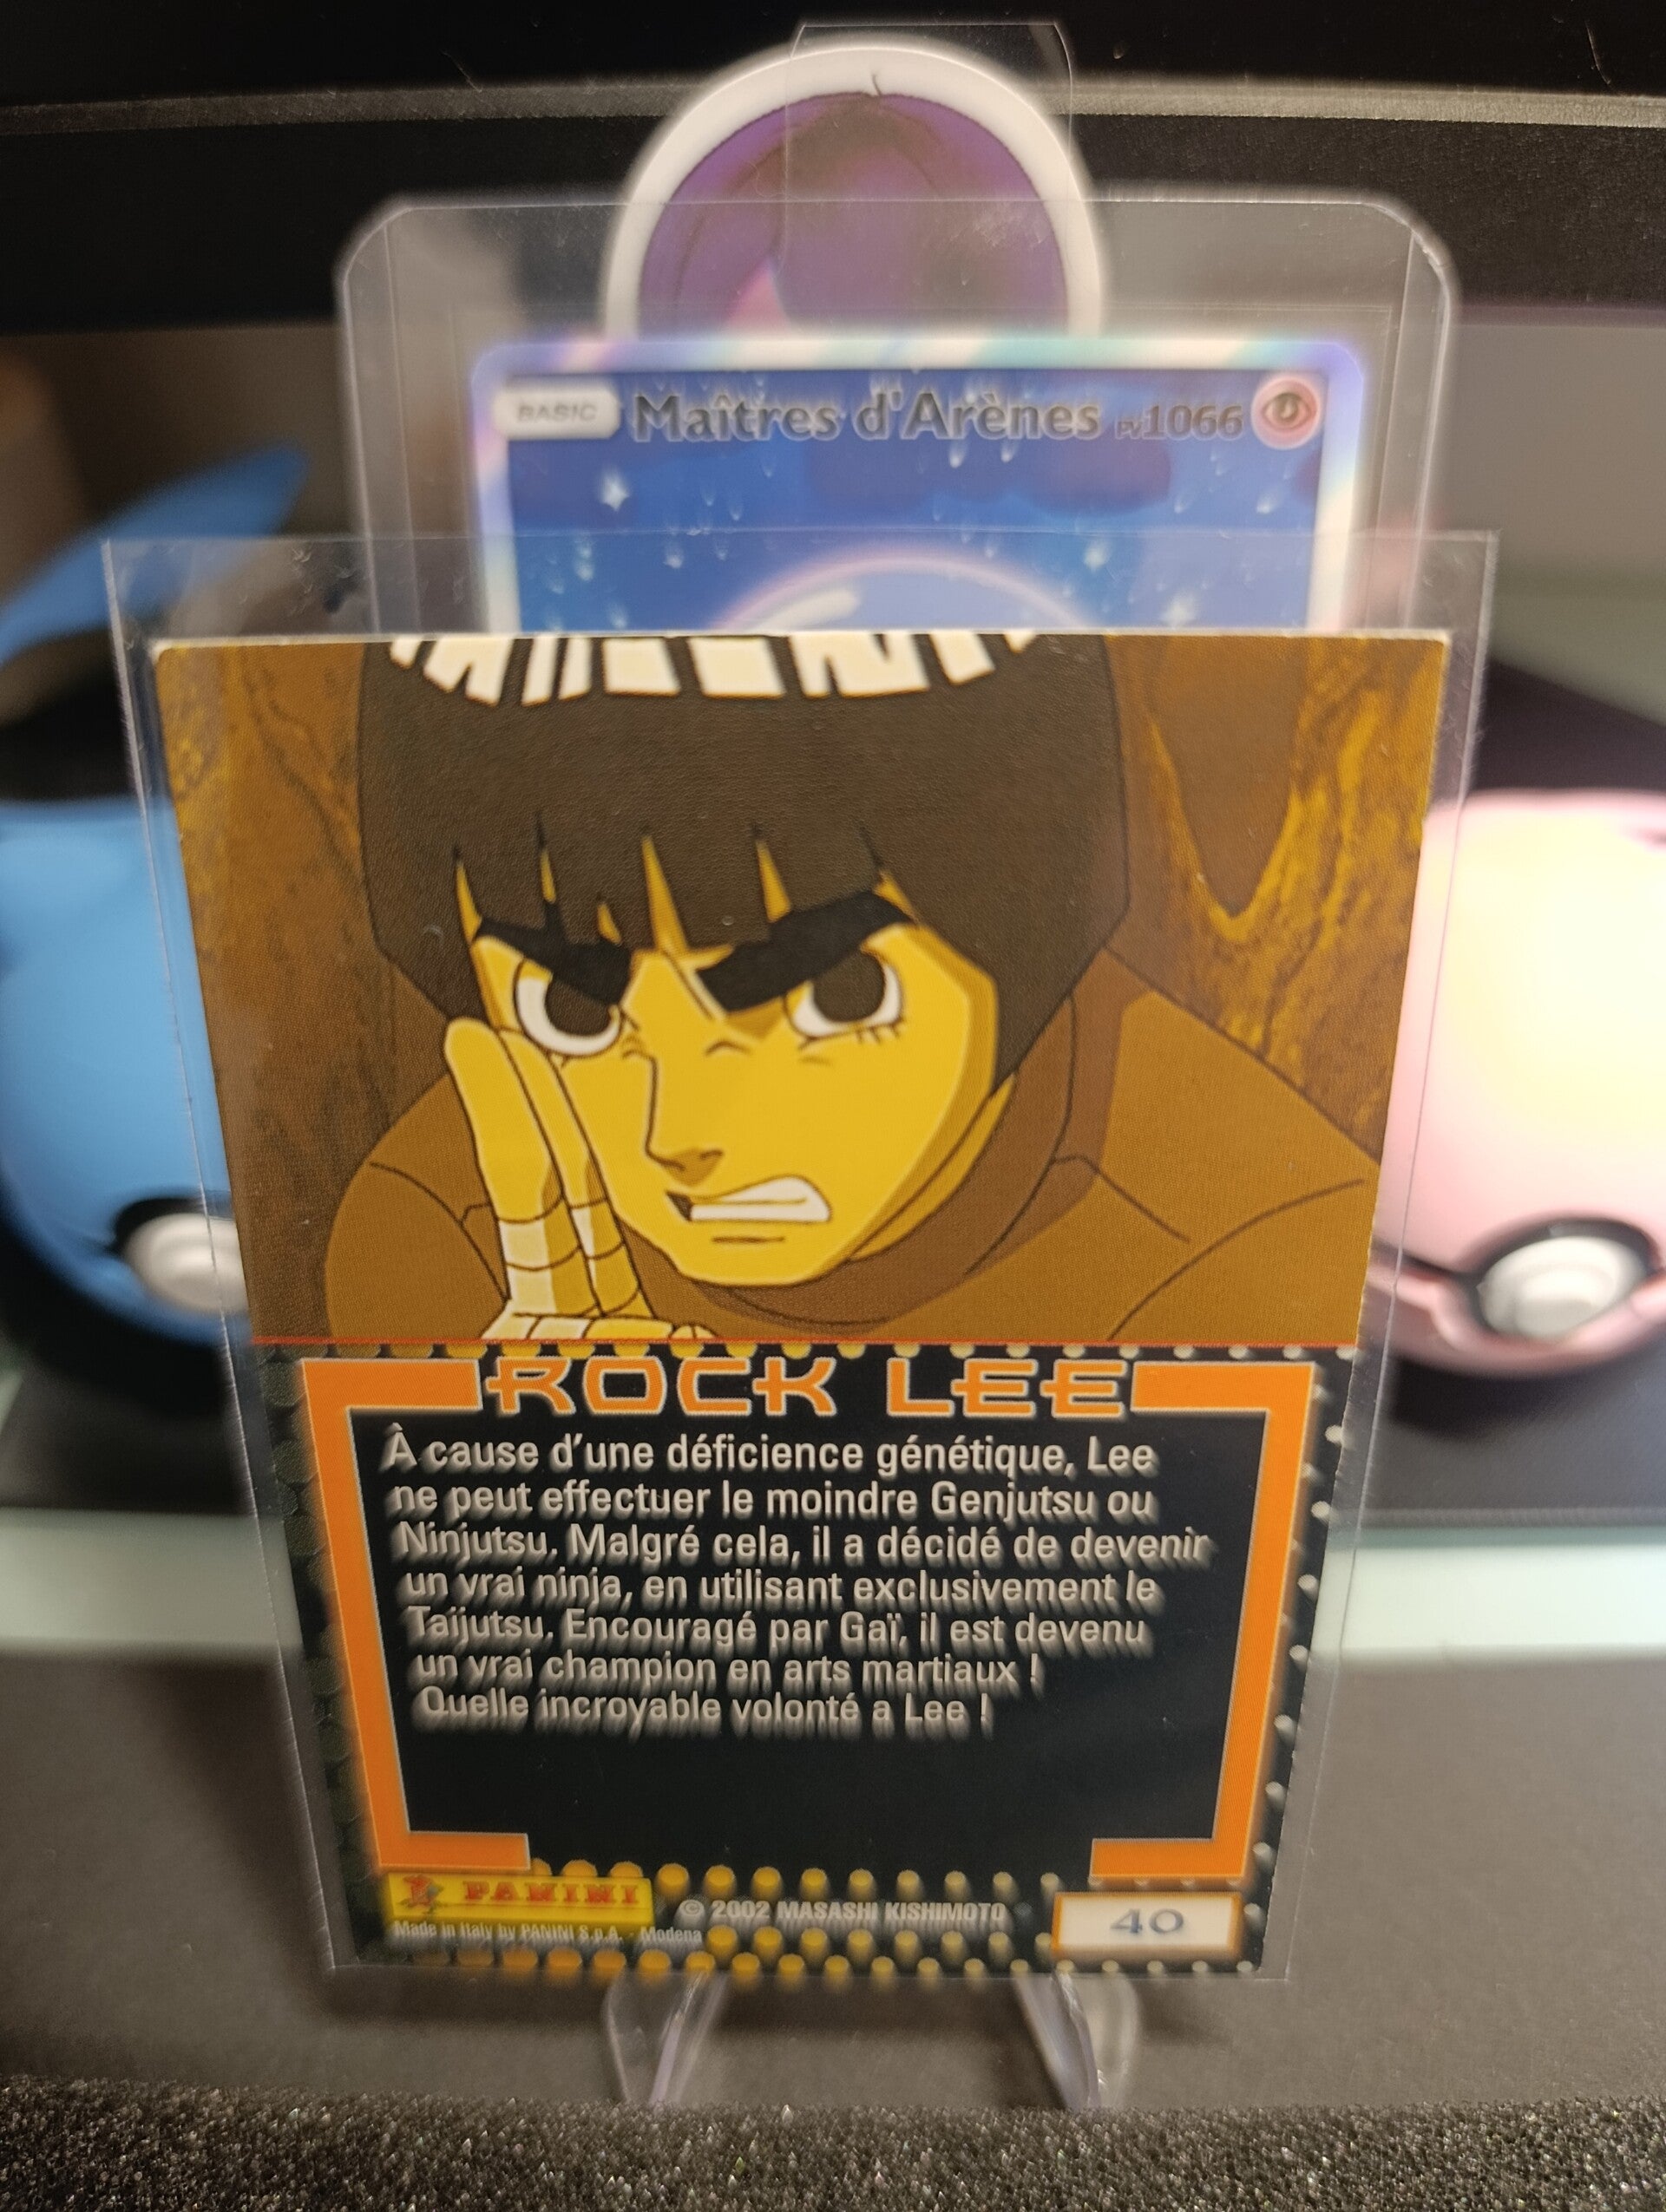 BASIC Maîtres d'Arènes PV1066
ROCK LEE
À cause d'une déficience génétique, Lee
ne peut effectuer le moindre Genjutsu ou
Ninjutsu. Malgré cela, il a décidé de devenir
un vrai ninja, en utilisant exclusivement le
Taïjutsu. Encouragé par Gaï, il est devenu
un vrai champion en arts martiaux !
Quelle incroyable volonté a Lee !
PANINI
© 2002 MASASHI KISHIMOTO
40
Made in Italy by PANINI S.p.A. - Modena